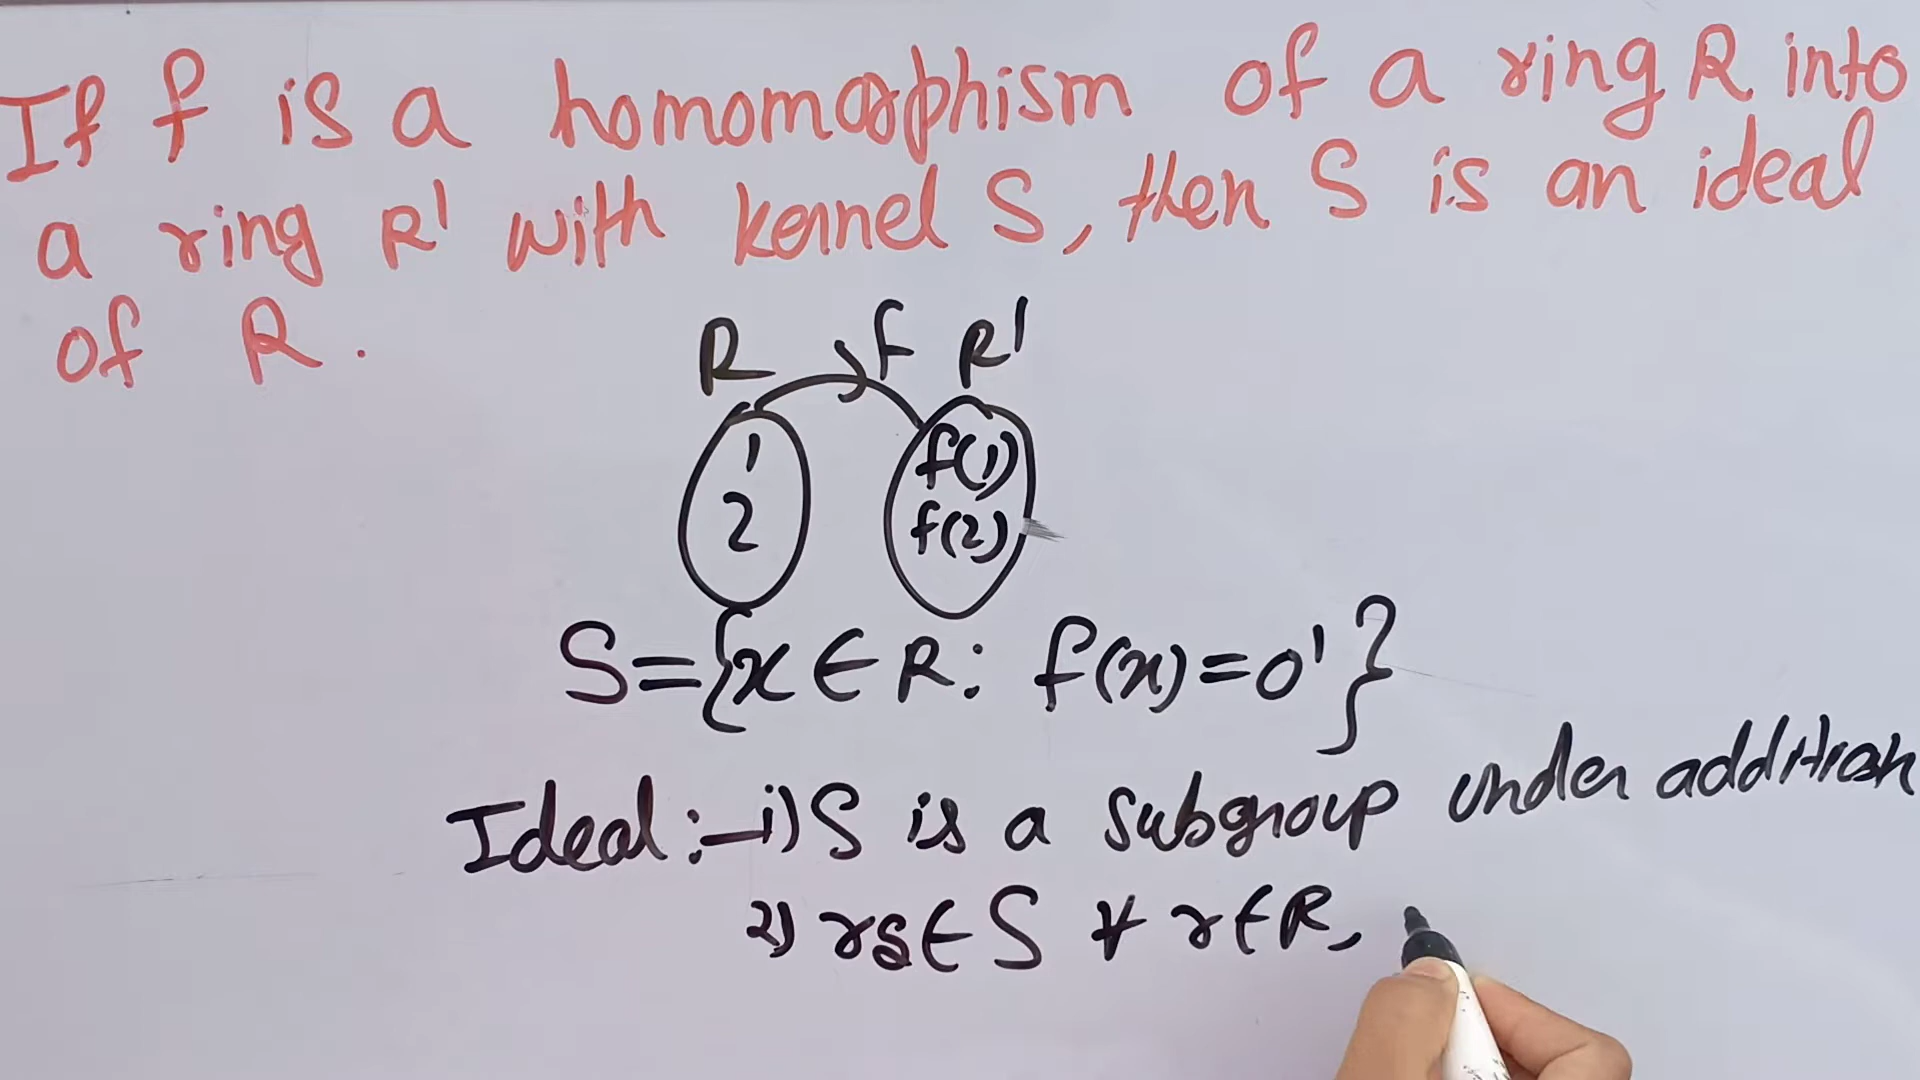 If f is a homomorphism of a ring R into
a ring R' with kernel S, then S is an ideal
of R.
R f R'
1 f(1)
2 f(2)
S={x∈R: f(x)=0'}
Ideal:-i) S is a subgroup under addition
2) rs∈S ∀ r∈R,